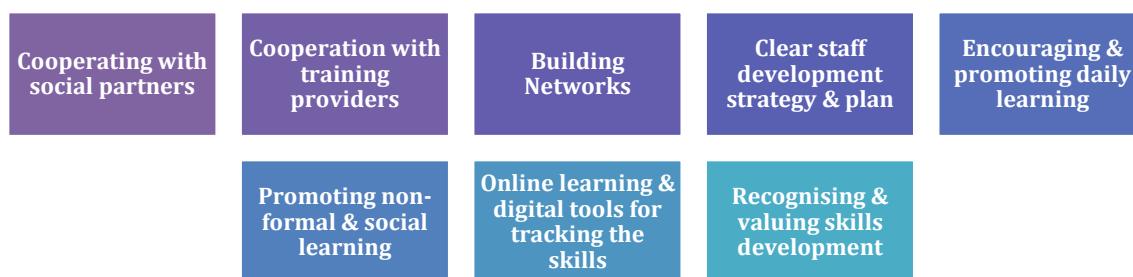 Cooperating with
social partners
Cooperation with
training
providers
Building
Networks
Clear staff
development
strategy & plan
Encouraging &
promoting daily
learning
Promoting non-
formal & social
learning
Online learning &
digital tools for
tracking the
skills
Recognising &
valuing skills
development